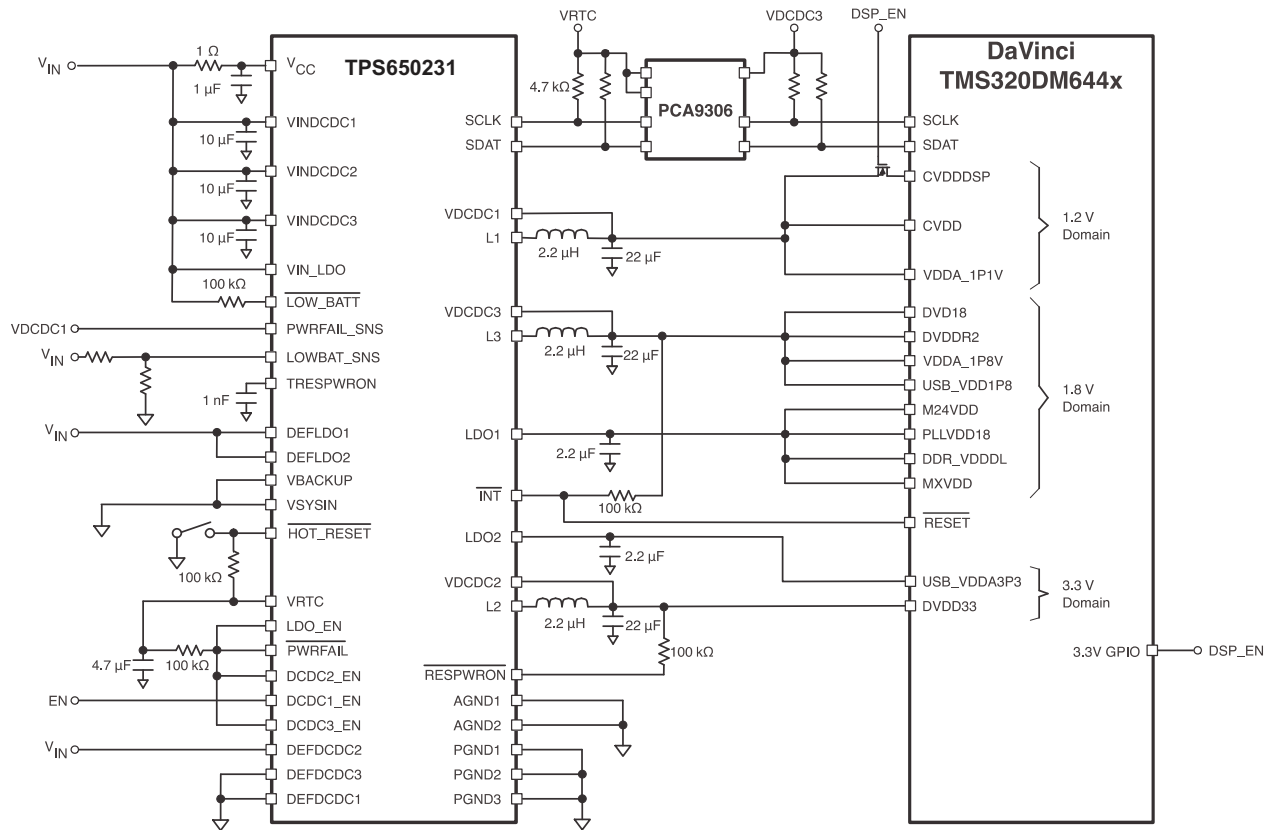 VRTC
VDCDC3
DSP_EN
V_IN
1 Ω
1 µF
V_CC
TPS650231
4.7 kΩ
PCA9306
DaVinci
TMS320DM644x
VINDCDC1
10 µF
VINDCDC2
10 µF
VINDCDC3
10 µF
VIN_LDO
100 kΩ
LOW_BATT
VDCDC1
PWRFAIL_SNS
V_IN
LOWBAT_SNS
TRESPWRON
1 nF
V_IN
DEFLDO1
DEFLDO2
VBACKUP
VSYSIN
HOT_RESET
100 kΩ
VRTC
LDO_EN
PWRFAIL
4.7 µF
100 kΩ
DCDC2_EN
EN
DCDC1_EN
DCDC3_EN
V_IN
DEFDCDC2
DEFDCDC3
DEFDCDC1
SCLK
SDAT
VDCDC1
L1
2.2 µH
22 µF
VDCDC3
L3
2.2 µH
22 µF
LDO1
2.2 µF
INT
100 kΩ
LDO2
2.2 µF
VDCDC2
L2
2.2 µH
22 µF
100 kΩ
RESPWRON
AGND1
AGND2
PGND1
PGND2
PGND3
SCLK
SDAT
CVDDDSP
CVDD
VDDA_1P1V
1.2 V
Domain
DVD18
DVDDR2
VDDA_1P8V
USB_VDD1P8
M24VDD
PLLVDD18
DDR_VDDDL
MXVDD
1.8 V
Domain
RESET
USB_VDDA3P3
DVDD33
3.3 V
Domain
3.3V GPIO
DSP_EN